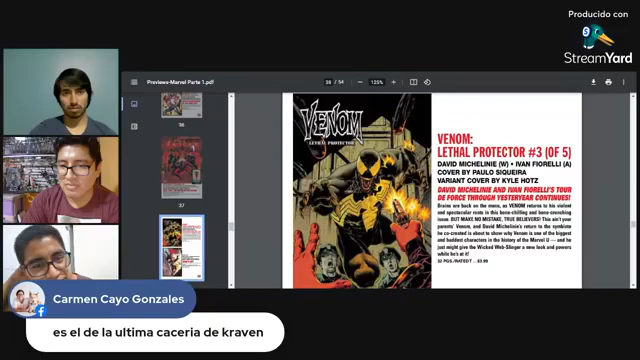 Producido con
StreamYard
Previews-Marvel Parte 1.pdf
38 / 54
125%
36
37
VENOM
LETHAL PROTECTOR
VENOM:
LETHAL PROTECTOR #3 (OF 5)
DAVID MICHELINIE (W) • IVAN FIORELLI (A)
COVER BY PAULO SIQUEIRA
VARIANT COVER BY KYLE HOTZ
DAVID MICHELINIE AND IVAN FIORELLI'S TOUR
DE FORCE THROUGH YESTERYEAR CONTINUES!
Brains are back on the menu, as VENOM returns to his violent
and spectacular roots in this bone-chilling and bone-crunching
issue. BUT MAKE NO MISTAKE, TRUE BELIEVERS! This ain't your
parents' Venom, and David Michelinie's return to the symbiote
he co-created is about to show why Venom is one of the biggest
and baddest characters in the history of the Marvel U — and he
just might give the Wicked Web-Slinger a new look and powers
while he's at it!
32 PGS./RATED T ...$3.99
Carmen Cayo Gonzales
es el de la ultima caceria de kraven